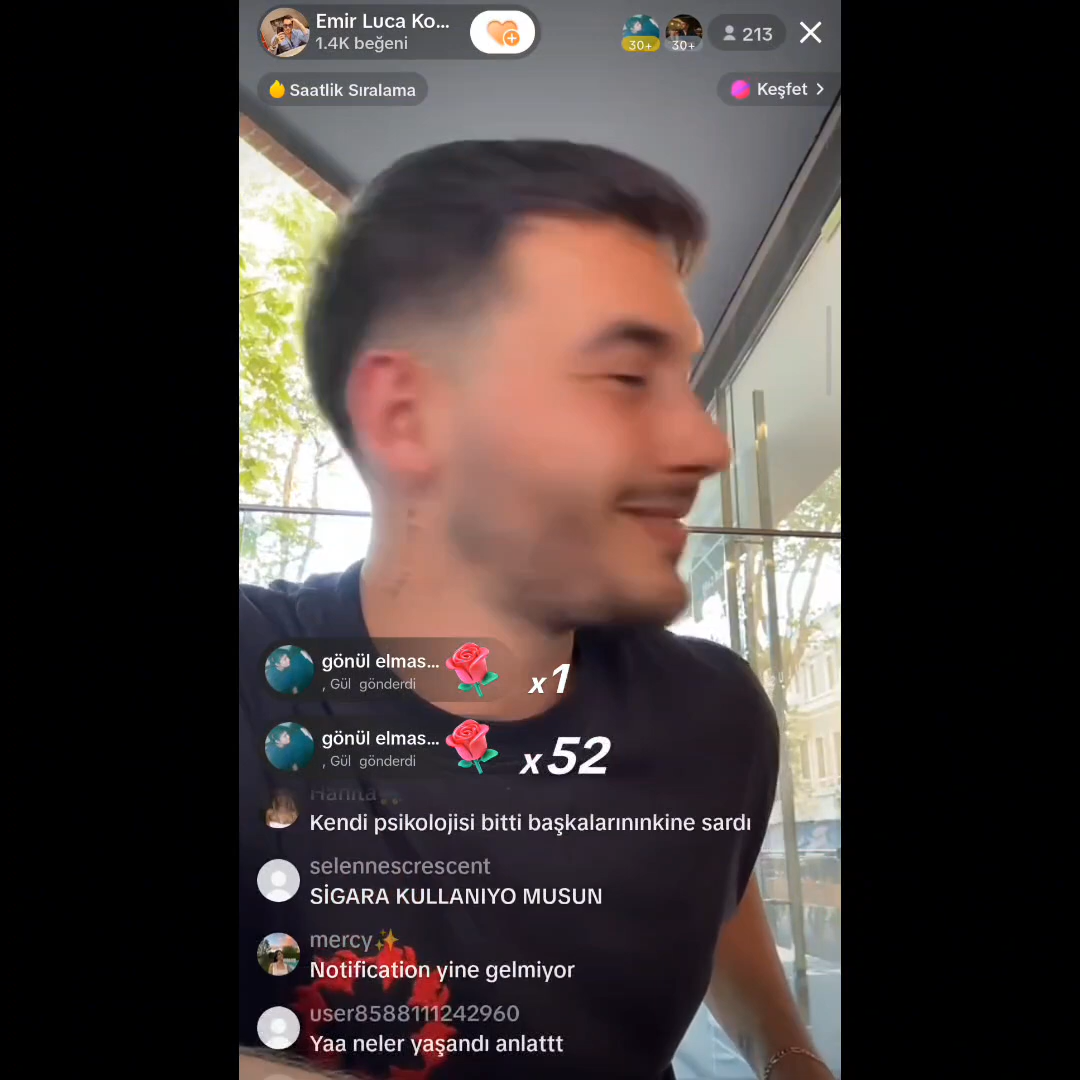 Emir Luca Ko...
1.4K beğeni
30+
30+
213
Saatlik Sıralama
Keşfet
gönül elmas...
, Gül gönderdi
x1
gönül elmas...
, Gül gönderdi
x52
Hanita
Kendi psikolojisi bitti başkalarınınkine sardı
selennescrescent
SİGARA KULLANIYO MUSUN
mercy✨
Notification yine gelmiyor
user8588111242960
Yaa neler yaşandı anlattt